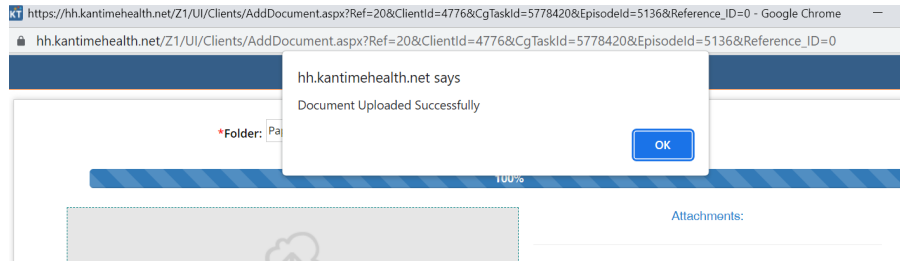 KT https://hh.kantimehealth.net/Z1/UI/Clients/AddDocument.aspx?Ref=20&ClientId=4776&CgTaskId=5778420&EpisodeId=5136&Reference_ID=0 - Google Chrome
hh.kantimehealth.net/Z1/UI/Clients/AddDocument.aspx?Ref=20&ClientId=4776&CgTaskId=5778420&EpisodeId=5136&Reference_ID=0
hh.kantimehealth.net says
Document Uploaded Successfully
*Folder: Pap
OK
100%
Attachments: